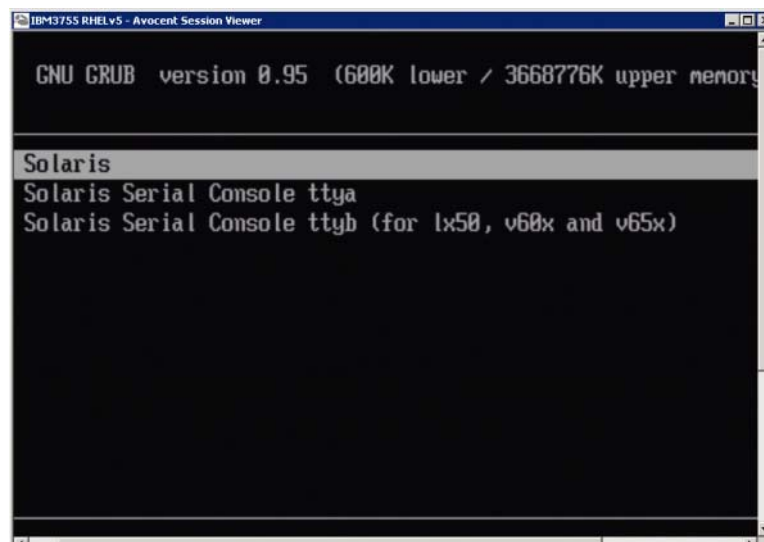 IBM3755 RHELv5 - Avocent Session Viewer
GNU GRUB version 0.95 (600K lower / 3668776K upper memory
Solaris
Solaris Serial Console ttya
Solaris Serial Console ttyb (for lx50, v60x and v65x)